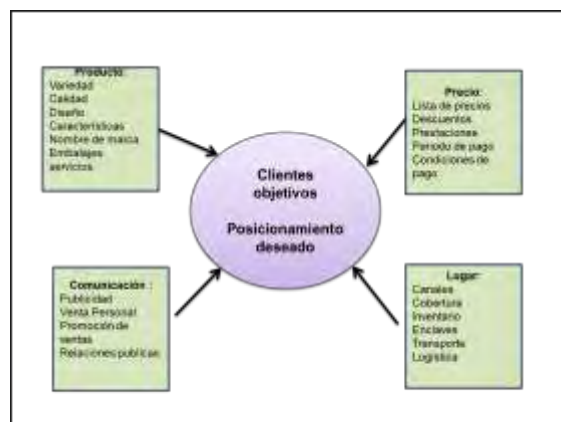 Producto:
Variedad
Calidad
Diseño
Características
Nombre de marca
Embalajes
servicios
Precio:
Lista de precios
Descuentos
Prestaciones
Periodo de pago
Condiciones de
pago
Clientes
objetivos
Posicionamiento
deseado
Comunicación :
Publicidad
Venta Personal
Promoción de
ventas
Relaciones publicas
Lugar:
Canales
Cobertura
Inventario
Enclaves
Transporte
Logística